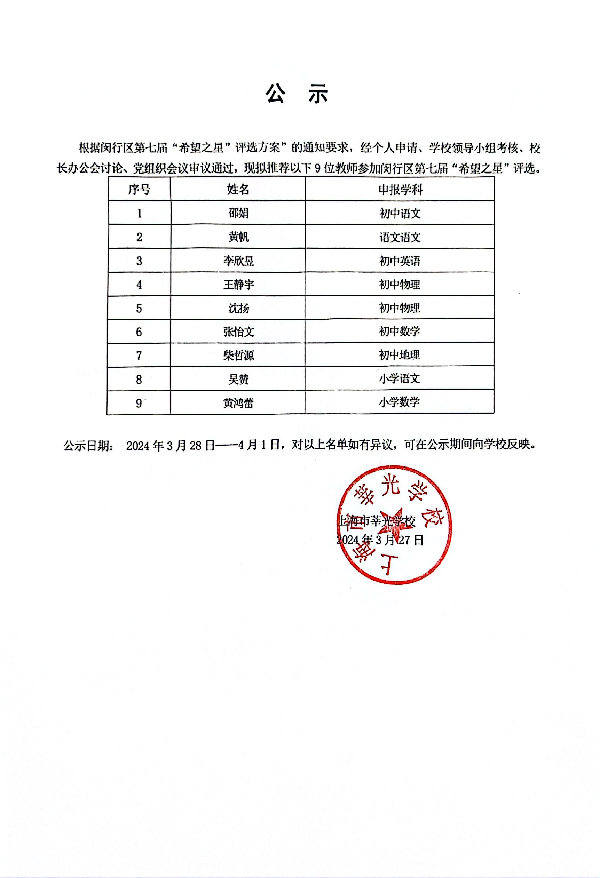 公 示
根据闵行区第七届“希望之星”评选方案”的通知要求，经个人申请、学校领导小组考核、校
长办公会讨论、党组织会议审议通过，现拟推荐以下 9 位教师参加闵行区第七届“希望之星”评选。
序号 姓名 申报学科
1 邵娟 初中语文
2 黄帆 语文语文
3 李欣昱 初中英语
4 王静宇 初中物理
5 沈扬 初中物理
6 张怡文 初中数学
7 柴哲源 初中地理
8 吴赞 小学语文
9 黄鸿蕾 小学数学
公示日期： 2024 年 3 月 28 日——4 月 1 日，对以上名单如有异议，可在公示期间向学校反映。
上海市莘光学校
上海市莘光学校
2024 年 3 月 27 日